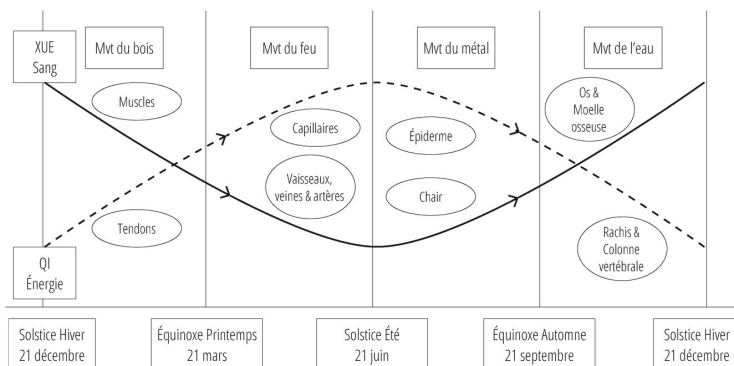 XUE
Sang
Mvt du bois
Mvt du feu
Mvt du métal
Mvt de l’eau
Muscles
Capillaires
Épiderme
Os &
Moelle
osseuse
Vaisseaux,
veines & artères
Chair
Tendons
Rachis &
Colonne
vertébrale
QI
Énergie
Solstice Hiver
21 décembre
Équinoxe Printemps
21 mars
Solstice Été
21 juin
Équinoxe Automne
21 septembre
Solstice Hiver
21 décembre